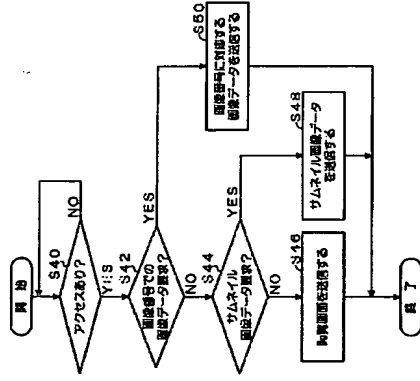 開始
S40
アクセスあり?
NO
YES
S42
画像番号での
画像データ要求?
YES
NO
S50
画像番号に対応する
画像データを送信する
S44
サムネイル
画像データ要求?
YES
NO
S48
サムネイル画像データ
を送信する
S46
初期画面を送信する
終了